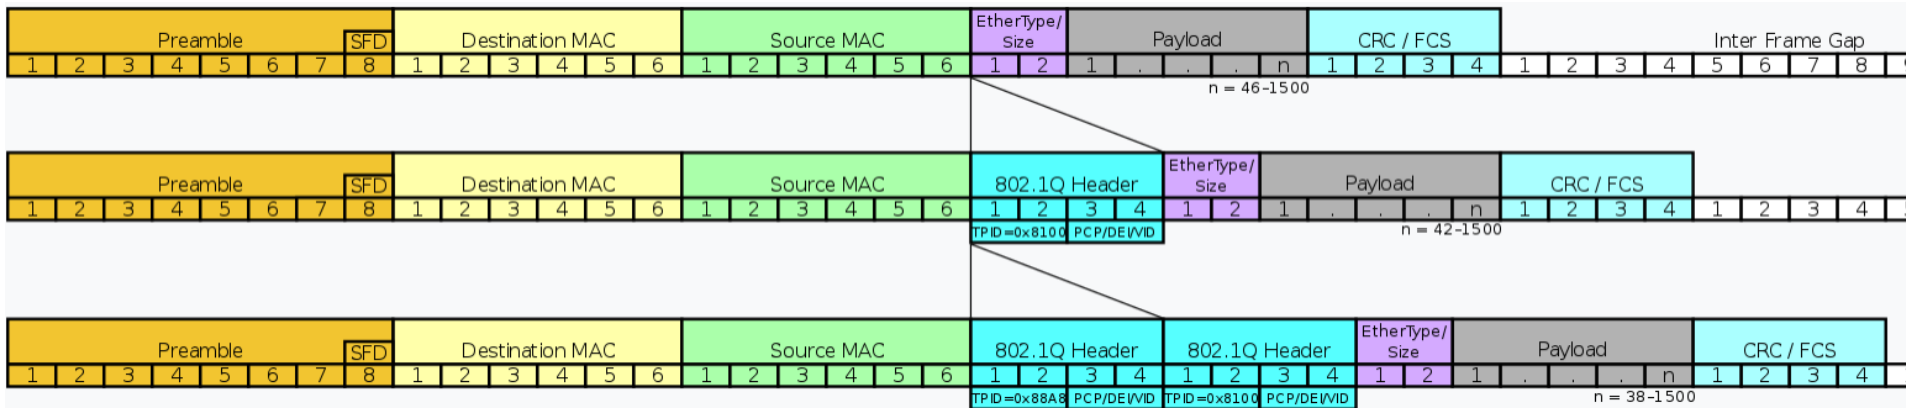 EtherType/
Preamble SFD Destination MAC Source MAC Size Payload CRC / FCS Inter Frame Gap
1 2 3 4 5 6 7 8 1 2 3 4 5 6 1 2 3 4 5 6 1 2 1 . . . n 1 2 3 4 1 2 3 4 5 6 7 8
n = 46–1500
EtherType/
Preamble SFD Destination MAC Source MAC 802.1Q Header Size Payload CRC / FCS
1 2 3 4 5 6 7 8 1 2 3 4 5 6 1 2 3 4 5 6 1 2 3 4 1 2 1 . . . n 1 2 3 4 1 2 3 4
TPID=0x8100 PCP/DEI/VID n = 42–1500
EtherType/
Preamble SFD Destination MAC Source MAC 802.1Q Header 802.1Q Header Size Payload CRC / FCS
1 2 3 4 5 6 7 8 1 2 3 4 5 6 1 2 3 4 5 6 1 2 3 4 1 2 3 4 1 2 1 . . . n 1 2 3 4
TPID=0x88A8 PCP/DEI/VID TPID=0x8100 PCP/DEI/VID n = 38–1500